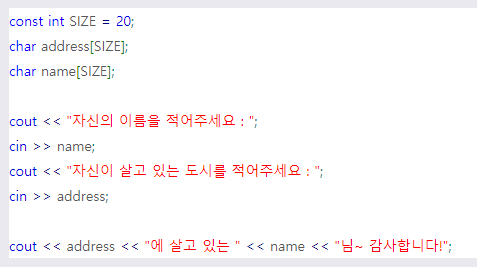 const int SIZE = 20;
char address[SIZE];
char name[SIZE];
cout << "자신의 이름을 적어주세요 : ";
cin >> name;
cout << "자신이 살고 있는 도시를 적어주세요 : ";
cin >> address;
cout << address << "에 살고 있는 " << name << "님~ 감사합니다!";